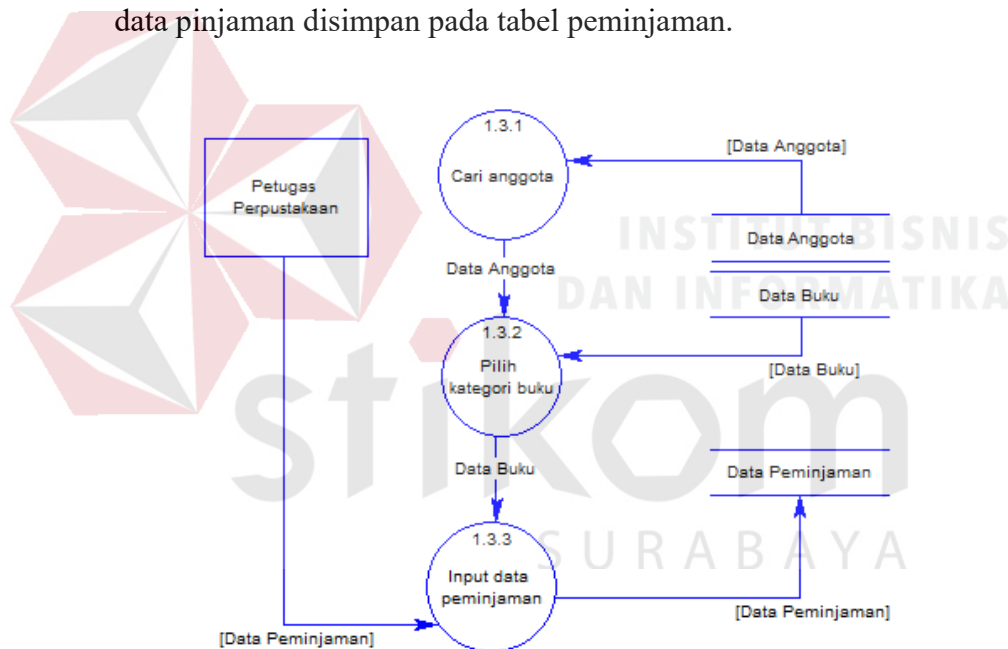 data pinjaman disimpan pada tabel peminjaman.
1.3.1
Cari anggota
[Data Anggota]
Petugas
Perpustakaan
INSTITUT BISNIS
DAN INFORMATIKA
Data Anggota
Data Anggota
Data Buku
1.3.2
Pilih
kategori buku
[Data Buku]
stikom
SURABAYA
Data Buku
Data Peminjaman
1.3.3
Input data
peminjaman
[Data Peminjaman]
[Data Peminjaman]